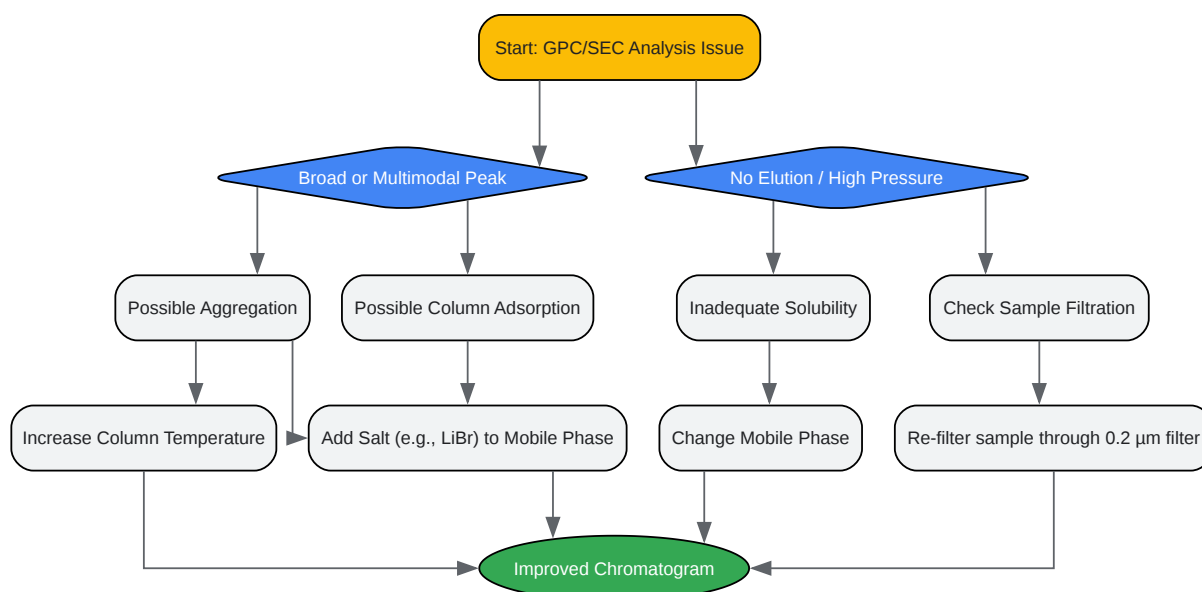 Start: GPC/SEC Analysis Issue
Broad or Multimodal Peak
No Elution / High Pressure
Possible Aggregation
Possible Column Adsorption
Inadequate Solubility
Check Sample Filtration
Increase Column Temperature
Add Salt (e.g., LiBr) to Mobile Phase
Change Mobile Phase
Re-filter sample through 0.2 µm filter
Improved Chromatogram